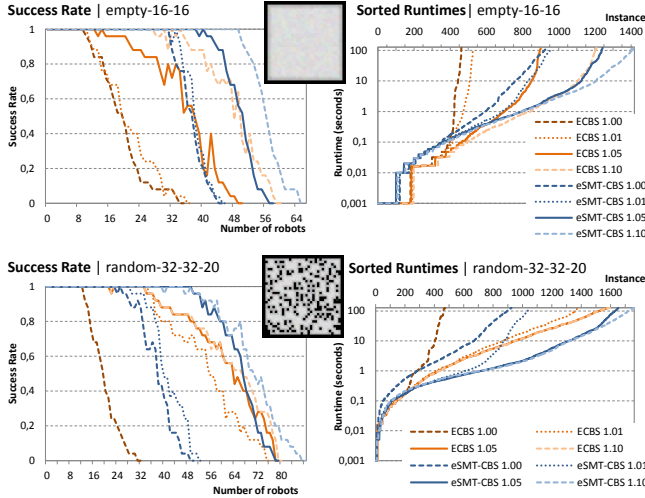 Success Rate | empty-16-16
Success Rate
1
0,8
0,6
0,4
0,2
0
0 8 16 24 32 40 48 56 64
Number of robots
Sorted Runtimes | empty-16-16
Instance
0 200 400 600 800 1000 1200 1400
Runtime (seconds)
100
10
1
0,1
0,01
0,001
ECBS 1.00
ECBS 1.01
ECBS 1.05
ECBS 1.10
eSMT-CBS 1.00
eSMT-CBS 1.01
eSMT-CBS 1.05
eSMT-CBS 1.10
Success Rate | random-32-32-20
Success Rate
1
0,8
0,6
0,4
0,2
0
0 8 16 24 32 40 48 56 64 72 80
Number of robots
Sorted Runtimes | random-32-32-20
Instance
0 200 400 600 800 1000 1200 1400 1600
Runtime (seconds)
100
10
1
0,1
0,01
0,001
ECBS 1.00
ECBS 1.01
ECBS 1.05
ECBS 1.10
eSMT-CBS 1.00
eSMT-CBS 1.01
eSMT-CBS 1.05
eSMT-CBS 1.10